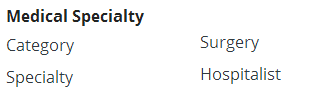 Medical Specialty
Category Surgery
Specialty Hospitalist